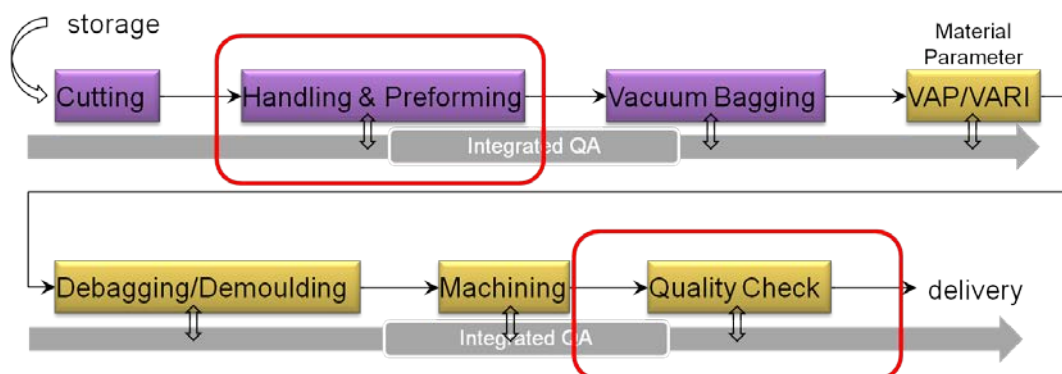 storage
Material
Parameter
Cutting
Handling & Preforming
Vacuum Bagging
VAP/VARI
Integrated QA
Debagging/Demoulding
Machining
Quality Check
delivery
Integrated QA